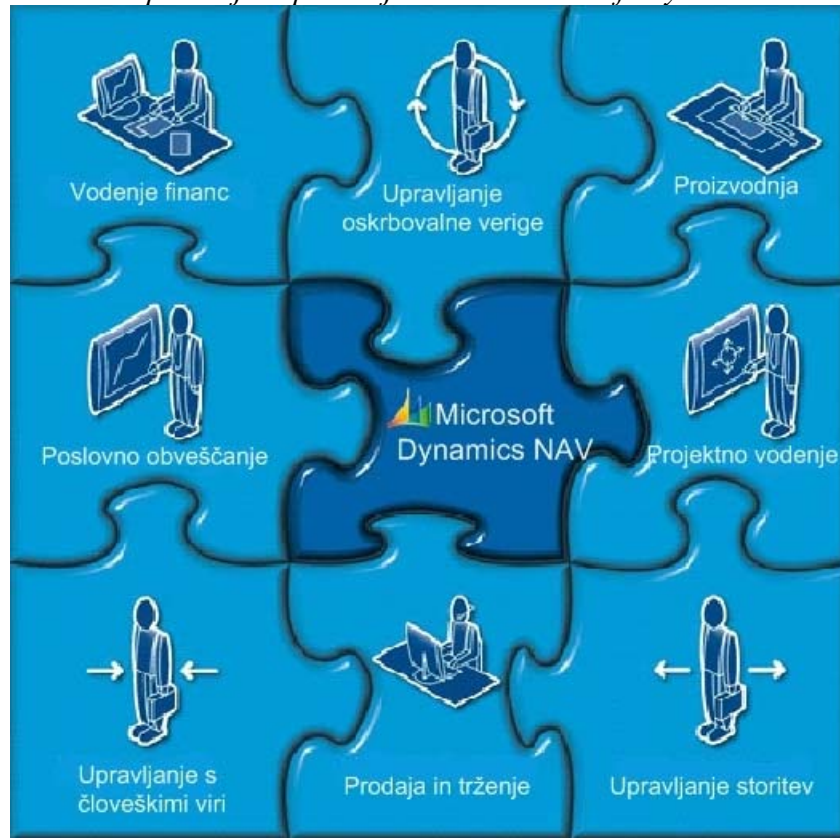 Vodenje financ
Upravljanje
oskrbovalne verige
Proizvodnja
Poslovno obveščanje
Microsoft
Dynamics NAV
Projektno vodenje
Upravljanje s
človeškimi viri
Prodaja in trženje
Upravljanje storitev